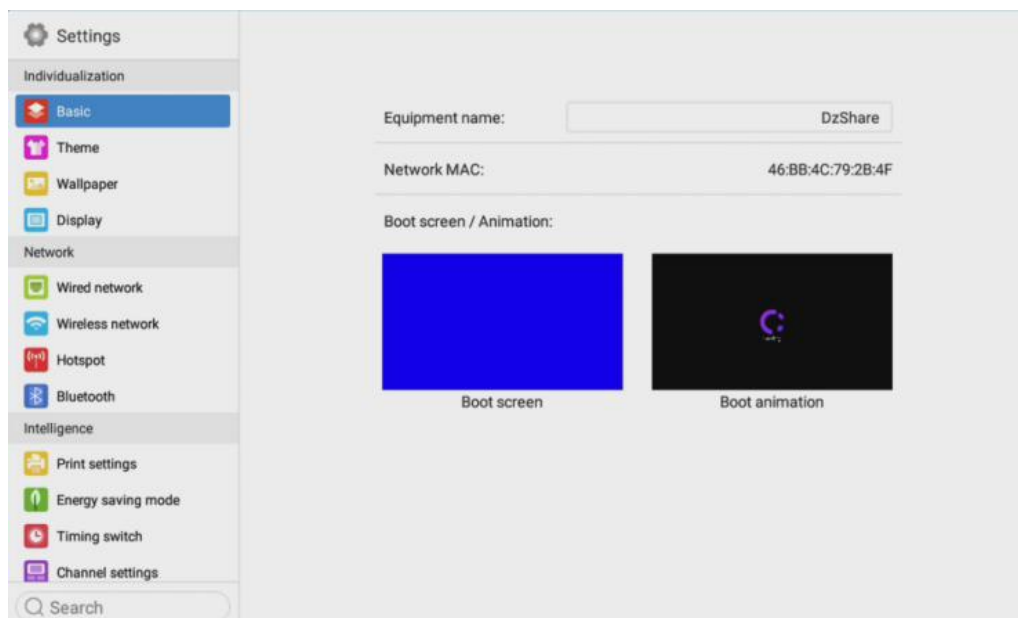 Settings
Individualization
Basic
Theme
Wallpaper
Display
Network
Wired network
Wireless network
Hotspot
Bluetooth
Intelligence
Print settings
Energy saving mode
Timing switch
Channel settings
Search
Equipment name: DzShare
Network MAC: 46:BB:4C:79:2B:4F
Boot screen / Animation:
Boot screen Boot animation